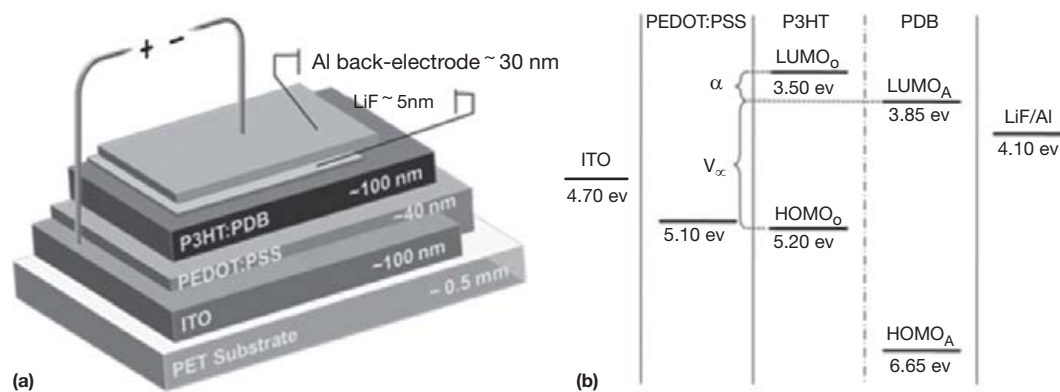 + -
Al back-electrode ~ 30 nm
LiF ~ 5nm
~100 nm
P3HT:PDB
~40 nm
PEDOT:PSS
~100 nm
ITO
~ 0.5 mm
PET Substrate
(a)
PEDOT:PSS
P3HT
PDB
LUMOo
3.50 ev
α
LUMOA
3.85 ev
LiF/Al
4.10 ev
ITO
4.70 ev
V∝
5.10 ev
HOMOo
5.20 ev
HOMOA
6.65 ev
(b)